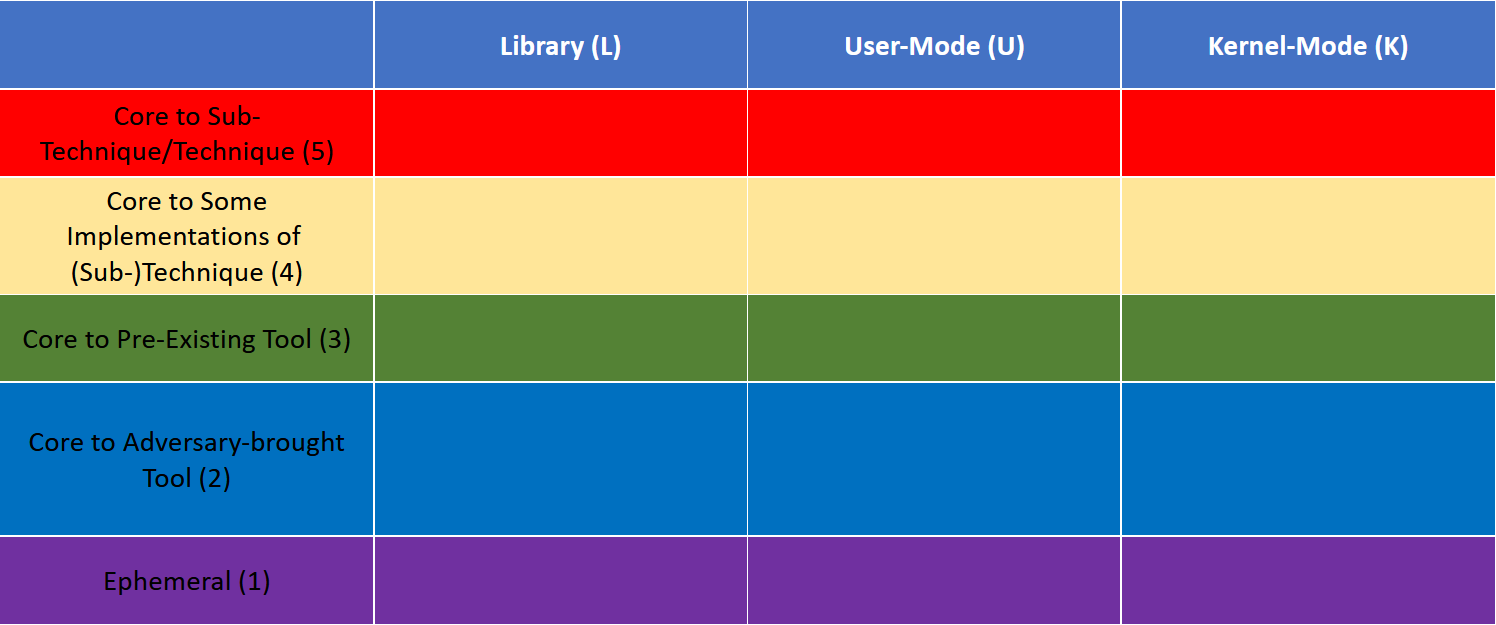 Library (L)
User-Mode (U)
Kernel-Mode (K)
Core to Sub-
Technique/Technique (5)
Core to Some
Implementations of
(Sub-)Technique (4)
Core to Pre-Existing Tool (3)
Core to Adversary-brought
Tool (2)
Ephemeral (1)